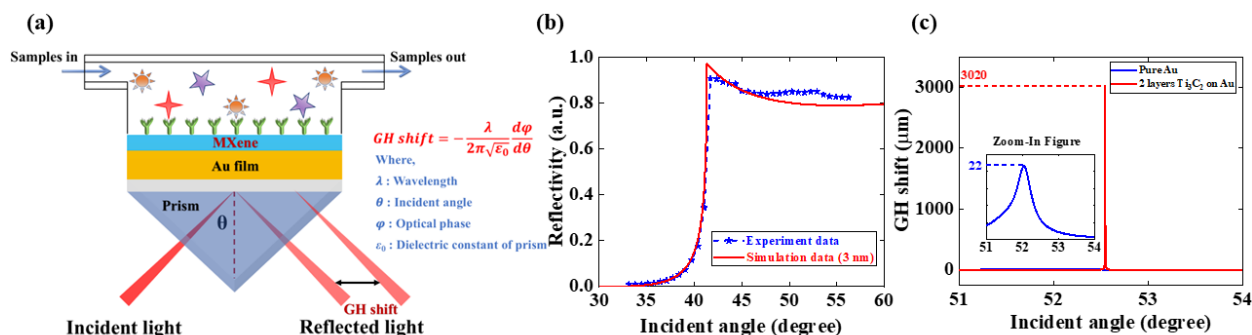 (a)
Samples in
Samples out
MXene
Au film
Prism
θ
GH shift = - λ / 2π√ε₀ dφ / dθ
Where,
λ : Wavelength
θ : Incident angle
φ : Optical phase
ε₀ : Dielectric constant of prism
GH shift
Incident light
Reflected light
(b)
Reflectivity (a.u.)
1.0
0.8
0.6
0.4
0.2
0.0
30 35 40 45 50 55 60
Incident angle (degree)
Experiment data
Simulation data (3 nm)
(c)
GH shift (μm)
3020
3000
2000
1000
0
51 52 53 54
Incident angle (degree)
Pure Au
2 layers Ti₃C₂ on Au
Zoom-In Figure
22
51 52 53 54